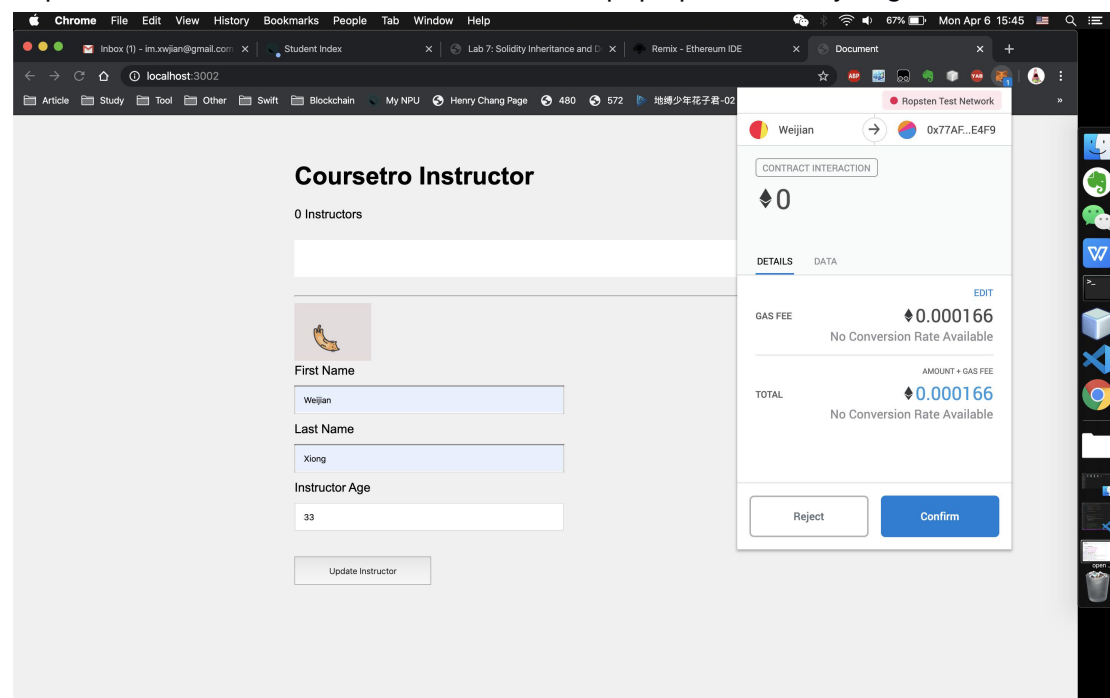 Chrome File Edit View History Bookmarks People Tab Window Help 67% Mon Apr 6 15:45
Inbox (1) - im.xwjian@gmail.com Student Index Lab 7: Solidity Inheritance and D Remix - Ethereum IDE Document
localhost:3002 ABP YAB 1
Article Study Tool Other Swift Blockchain My NPU Henry Chang Page 480 572 地缚少年花子君-02 »
Ropsten Test Network
Weijian 0x77AF...E4F9
CONTRACT INTERACTION
0
DETAILS DATA
EDIT
GAS FEE 0.000166
No Conversion Rate Available
AMOUNT + GAS FEE
TOTAL 0.000166
No Conversion Rate Available
Reject Confirm
Coursetro Instructor
0 Instructors
First Name
Weijian
Last Name
Xiong
Instructor Age
33
Update Instructor
open